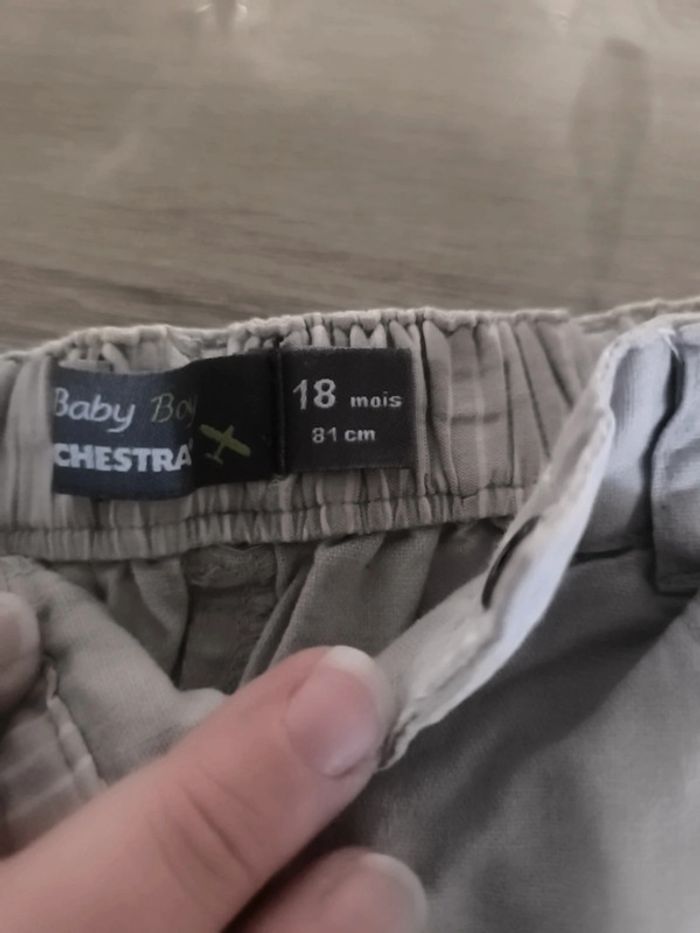 Baby Boy
CHESTRA
18 mois
81 cm